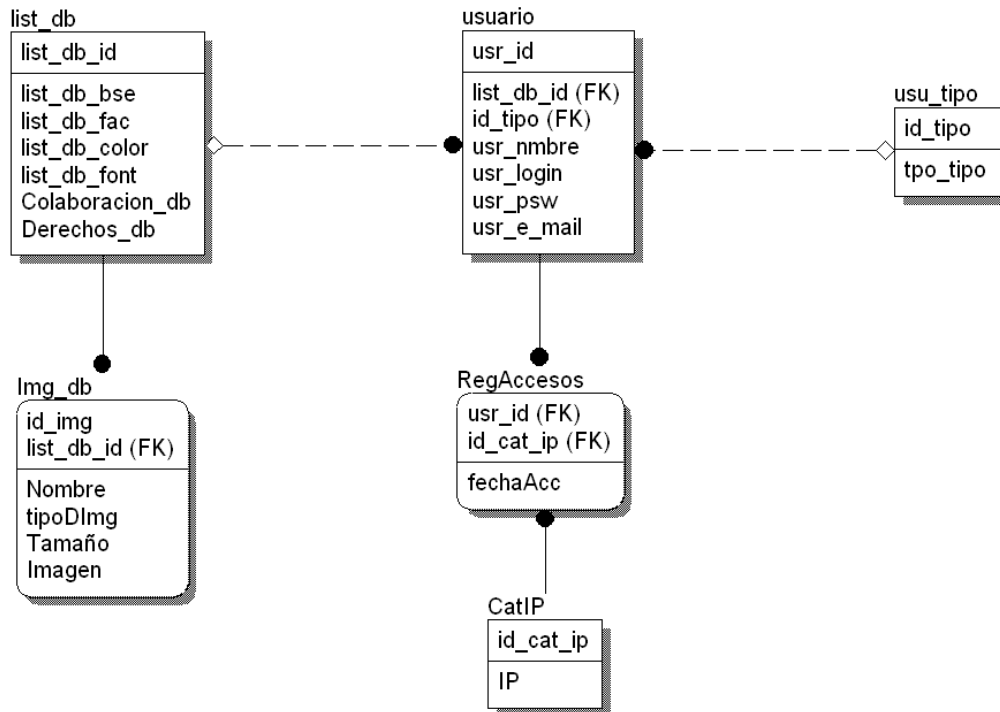 list_db
list_db_id
list_db_bse
list_db_fac
list_db_color
list_db_font
Colaboracion_db
Derechos_db
usuario
usr_id
list_db_id (FK)
id_tipo (FK)
usr_nmbre
usr_login
usr_psw
usr_e_mail
usu_tipo
id_tipo
tpo_tipo
Img_db
id_img
list_db_id (FK)
Nombre
tipoDImg
Tamaño
Imagen
RegAccesos
usr_id (FK)
id_cat_ip (FK)
fechaAcc
CatIP
id_cat_ip
IP